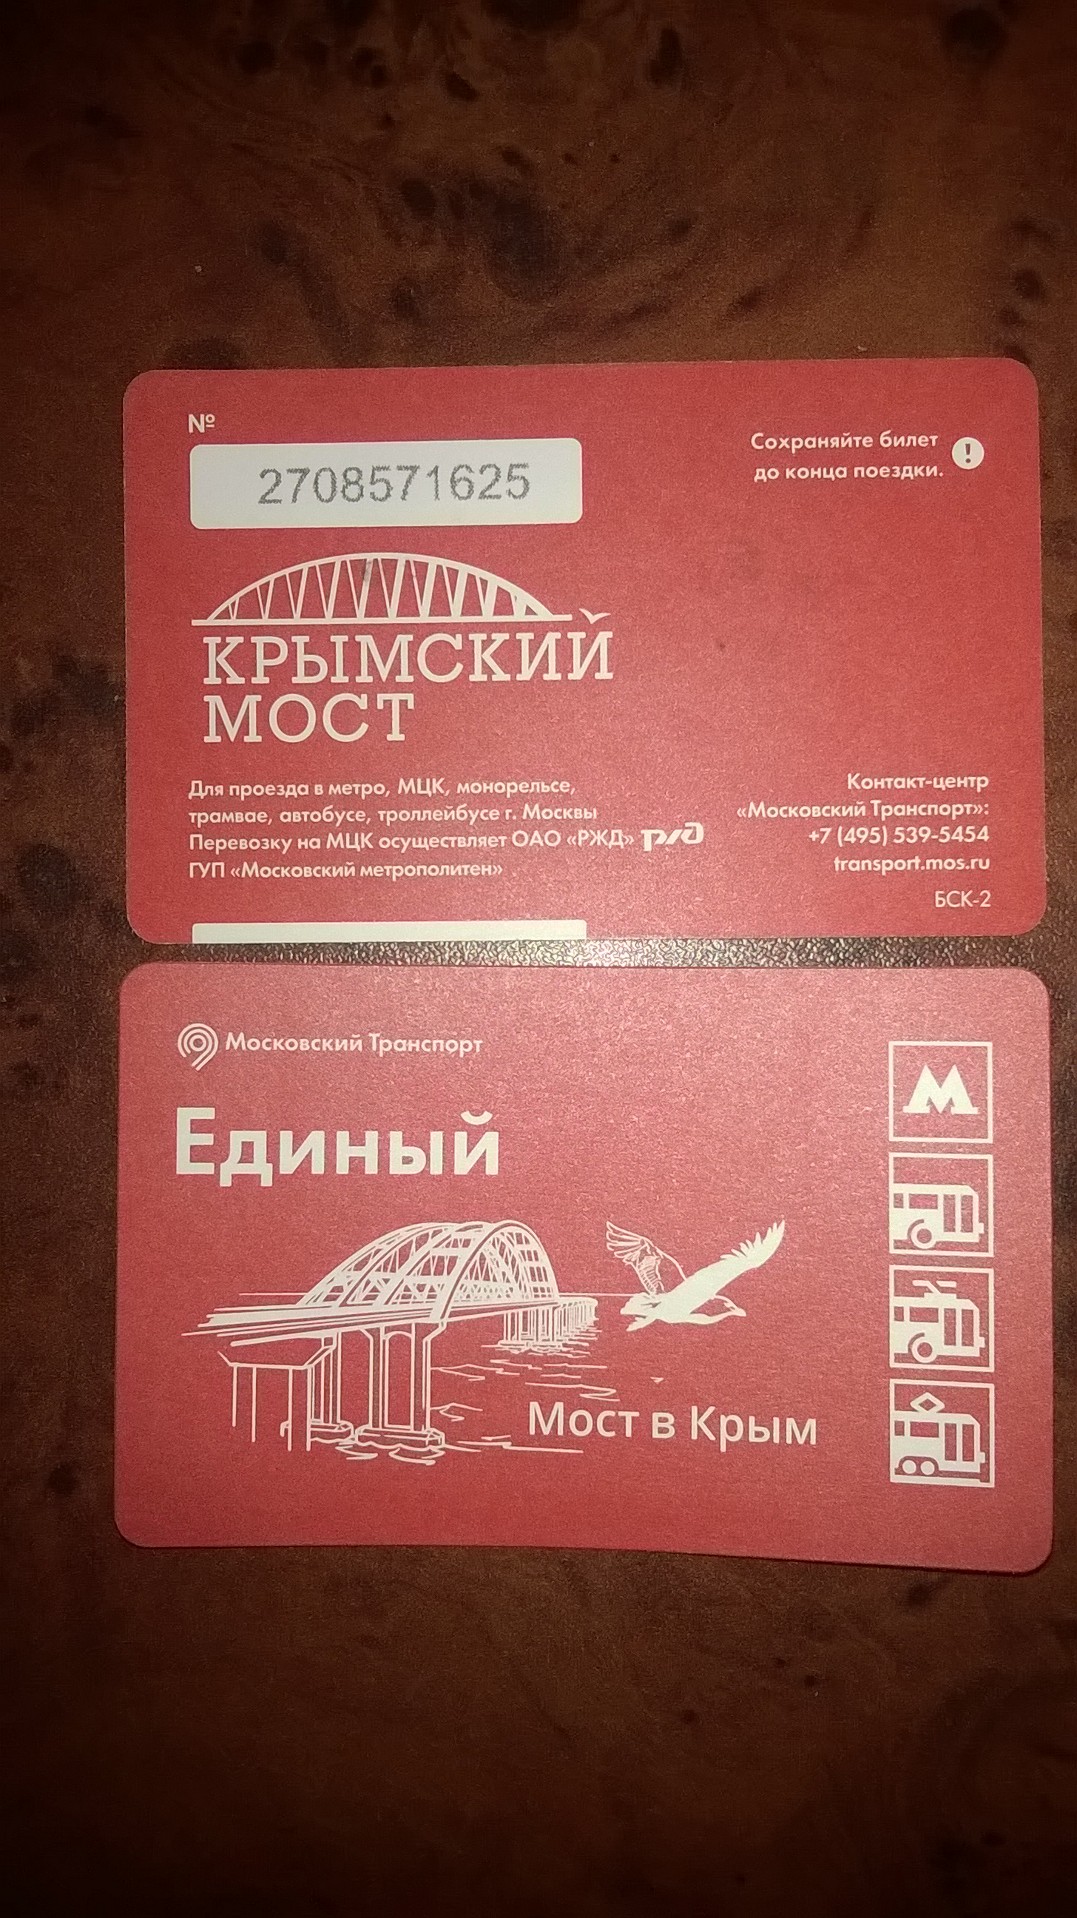 №
2708571625
Сохраняйте билет
до конца поездки.
!
КРЫМСКИЙ
МОСТ
Для проезда в метро, МЦК, монорельсе,
трамвае, автобусе, троллейбусе г. Москвы
Перевозку на МЦК осуществляет ОАО «РЖД» РЖД
ГУП «Московский метрополитен»
Контакт-центр
«Московский Транспорт»:
+7 (495) 539-5454
transport.mos.ru
БСК-2
Московский Транспорт
Единый
М
Мост в Крым